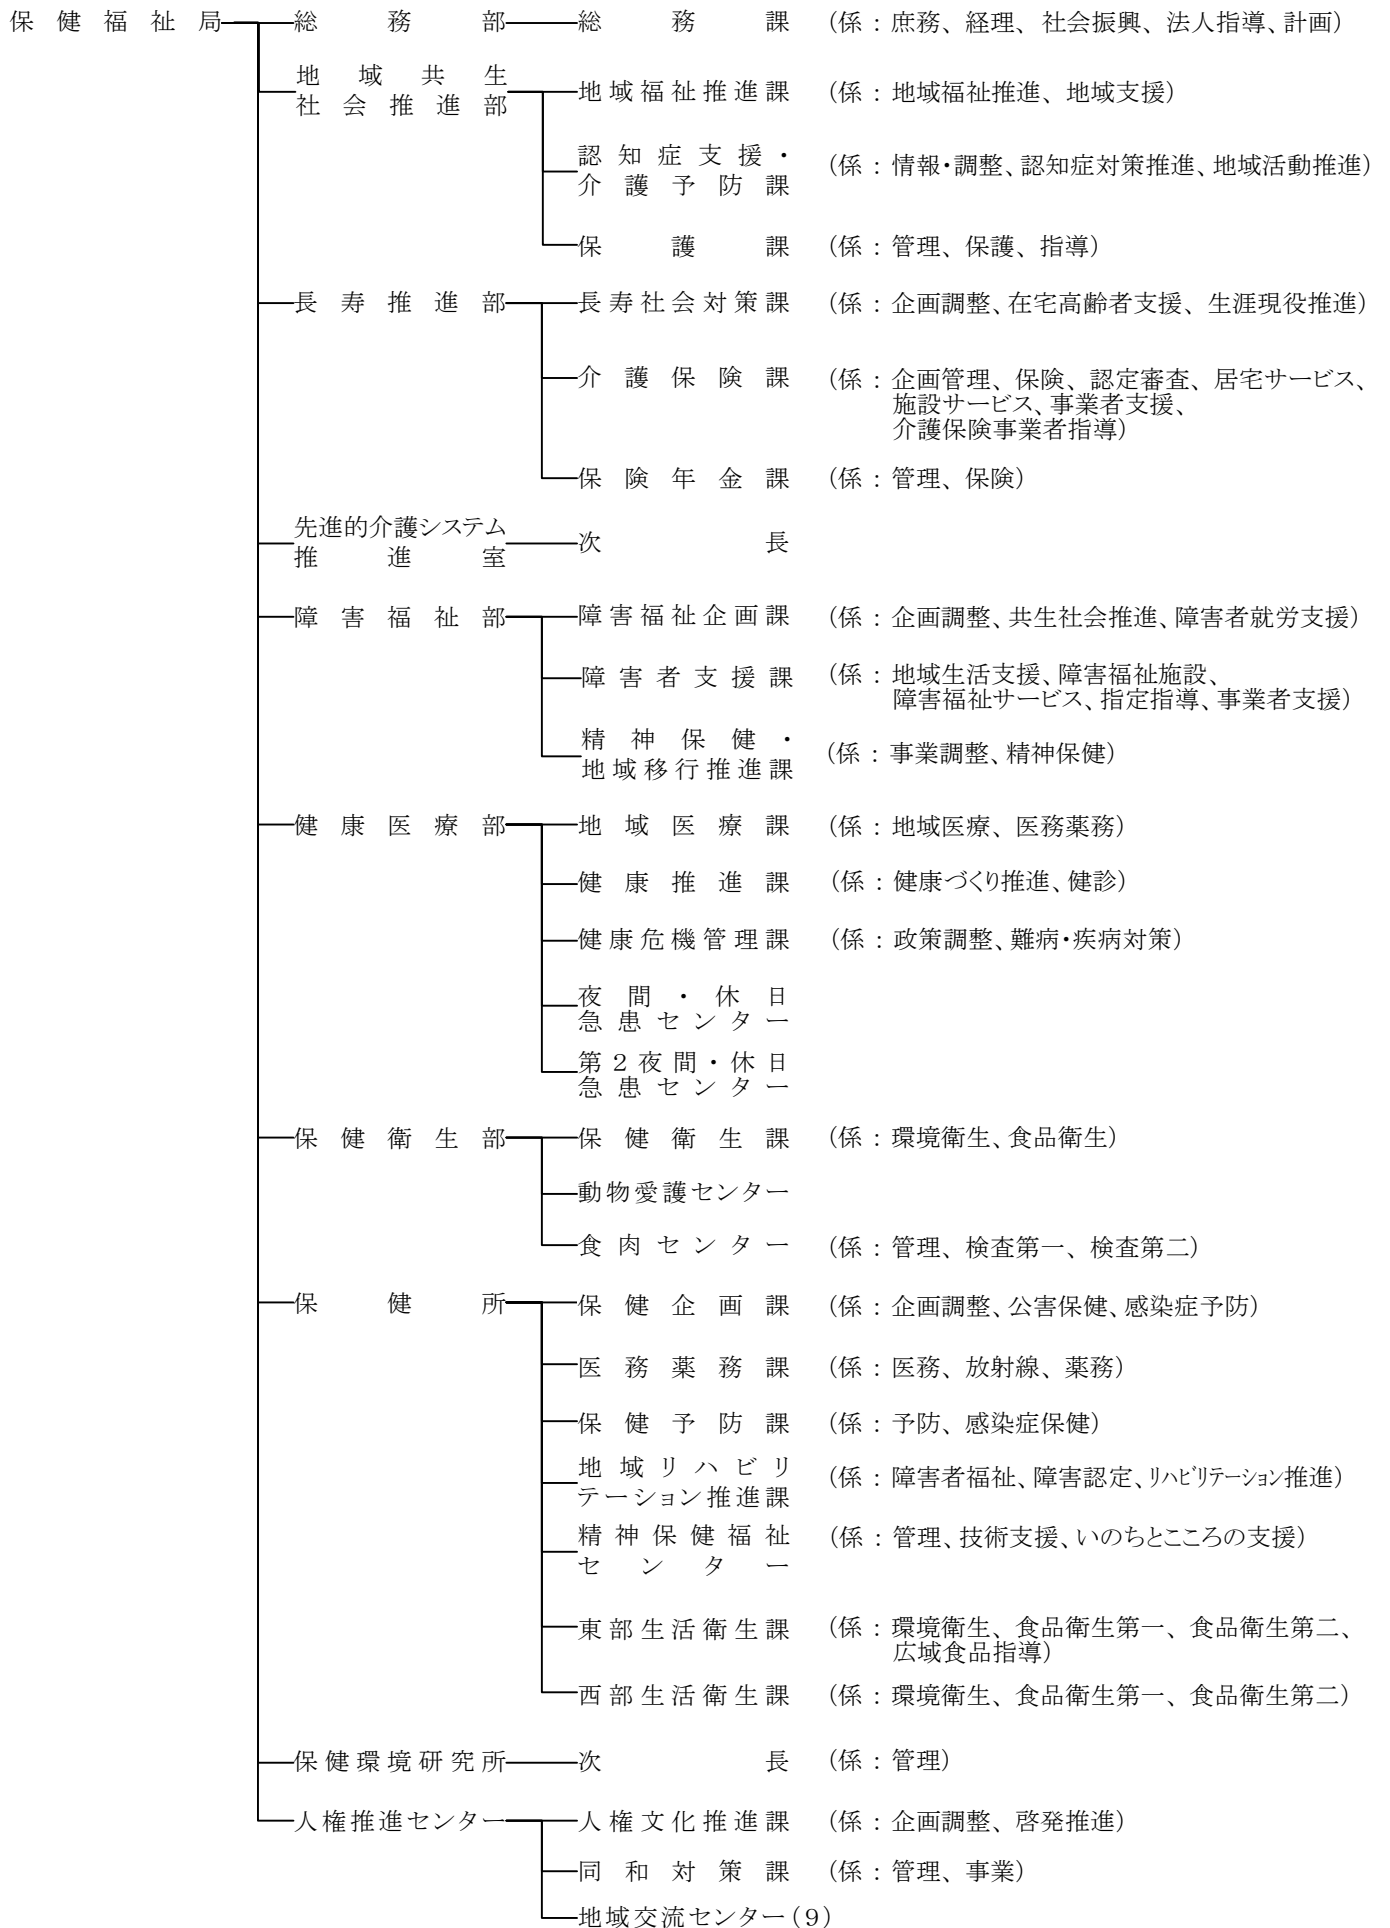 保健福祉局 総務部 総務課 (係：庶務、経理、社会振興、法人指導、計画)
地域共生
社会推進部 地域福祉推進課 (係：地域福祉推進、地域支援)
認知症支援・
介護予防課 (係：情報・調整、認知症対策推進、地域活動推進)
保護課 (係：管理、保護、指導)
長寿推進部 長寿社会対策課 (係：企画調整、在宅高齢者支援、生涯現役推進)
介護保険課 (係：企画管理、保険、認定審査、居宅サービス、
施設サービス、事業者支援、
介護保険事業者指導)
保険年金課 (係：管理、保険)
先進的介護システム
推進室 次長
障害福祉部 障害福祉企画課 (係：企画調整、共生社会推進、障害者就労支援)
障害者支援課 (係：地域生活支援、障害福祉施設、
障害福祉サービス、指定指導、事業者支援)
精神保健・
地域移行推進課 (係：事業調整、精神保健)
健康医療部 地域医療課 (係：地域医療、医務薬務)
健康推進課 (係：健康づくり推進、健診)
健康危機管理課 (係：政策調整、難病・疾病対策)
夜間・休日
急患センター
第2夜間・休日
急患センター
保健衛生部 保健衛生課 (係：環境衛生、食品衛生)
動物愛護センター
食肉センター (係：管理、検査第一、検査第二)
保健所 保健企画課 (係：企画調整、公害保健、感染症予防)
医務薬務課 (係：医務、放射線、薬務)
保健予防課 (係：予防、感染症保健)
地域リハビリ
テーション推進課 (係：障害者福祉、障害認定、リハビリテーション推進)
精神保健福祉
センター (係：管理、技術支援、いのちとこころの支援)
東部生活衛生課 (係：環境衛生、食品衛生第一、食品衛生第二、
広域食品指導)
西部生活衛生課 (係：環境衛生、食品衛生第一、食品衛生第二)
保健環境研究所 次長 (係：管理)
人権推進センター 人権文化推進課 (係：企画調整、啓発推進)
同和対策課 (係：管理、事業)
地域交流センター(9)